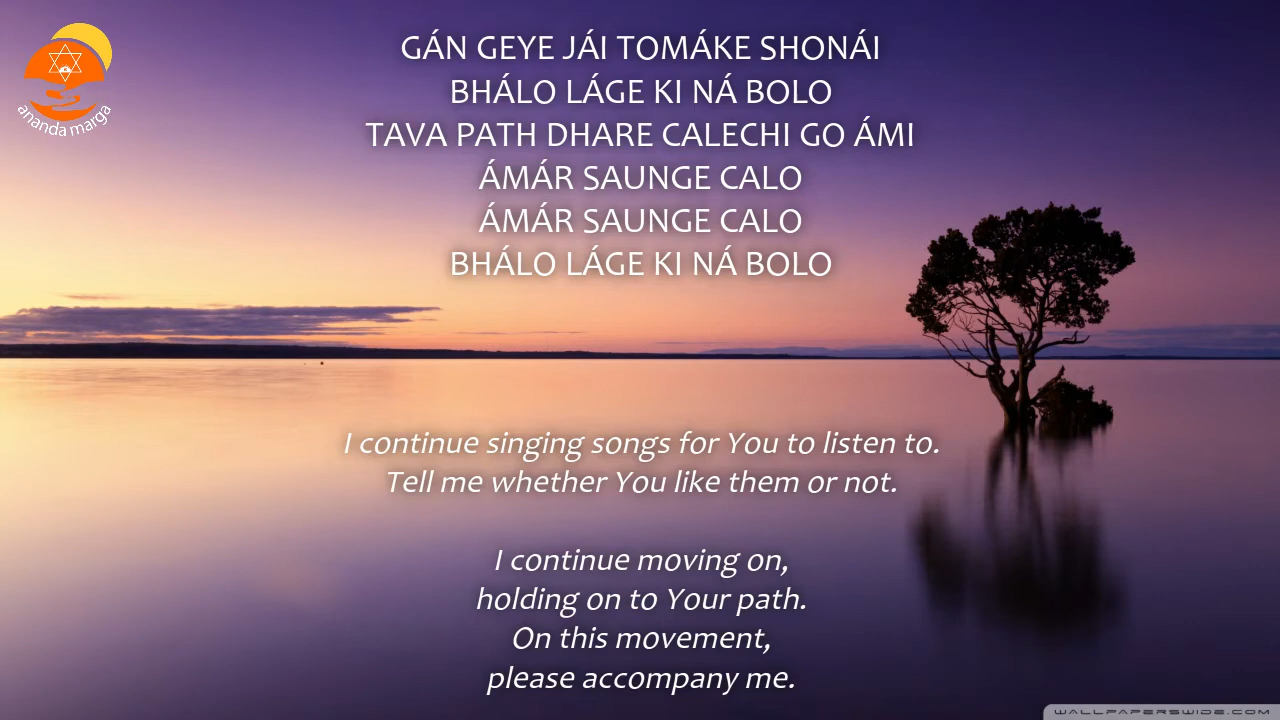 ananda marga
GÁN GEYE JÁI TOMÁKE SHONÁI
BHÁLO LÁGE KI NÁ BOLO
TAVA PATH DHARE CALECHI GO ÁMI
ÁMÁR SAUNGE CALO
ÁMÁR SAUNGE CALO
BHÁLO LÁGE KI NÁ BOLO
I continue singing songs for You to listen to.
Tell me whether You like them or not.
I continue moving on,
holding on to Your path.
On this movement,
please accompany me.
WALLPAPERSWIDE.COM